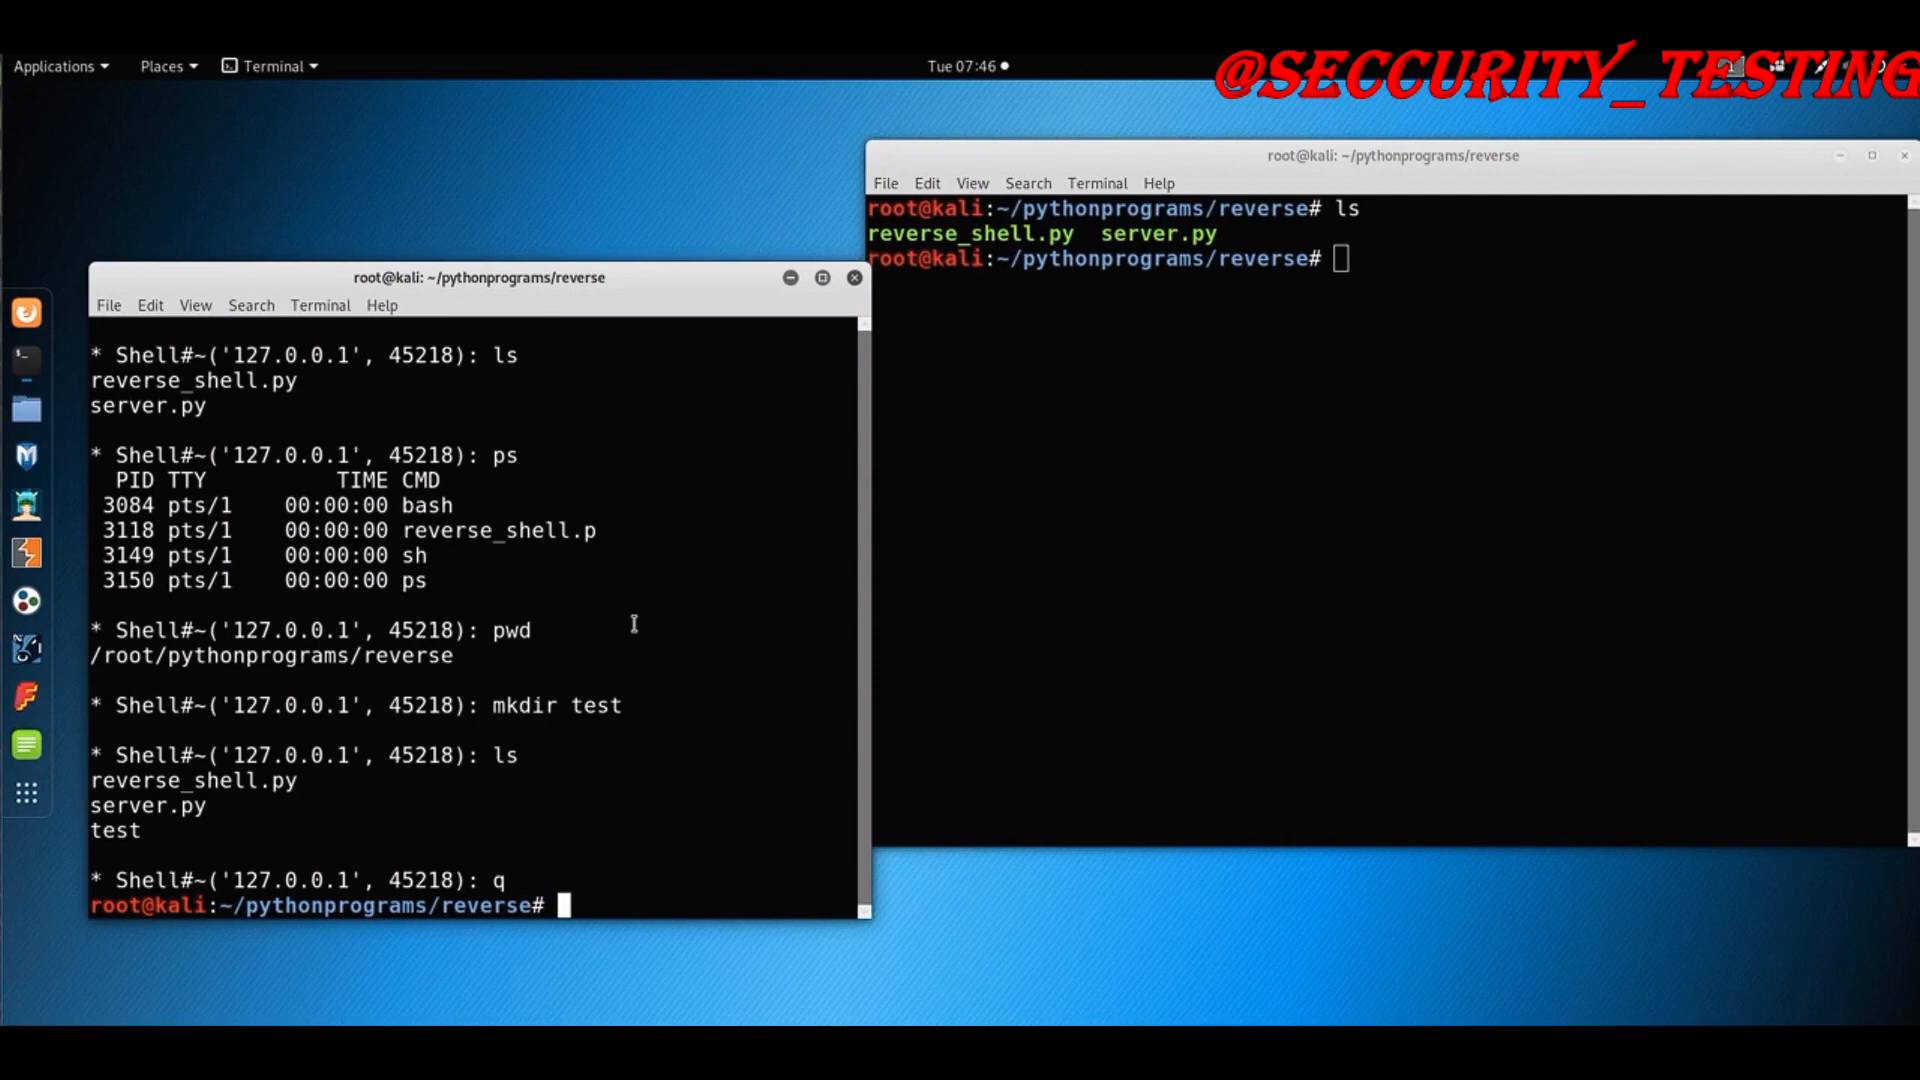 Applications Places Terminal Tue 07:46
@SECCURITY_TESTING
root@kali: ~/pythonprograms/reverse
File Edit View Search Terminal Help
root@kali:~/pythonprograms/reverse# ls
reverse_shell.py server.py
root@kali:~/pythonprograms/reverse#
root@kali: ~/pythonprograms/reverse
File Edit View Search Terminal Help
* Shell#~('127.0.0.1', 45218): ls
reverse_shell.py
server.py
* Shell#~('127.0.0.1', 45218): ps
PID TTY TIME CMD
3084 pts/1 00:00:00 bash
3118 pts/1 00:00:00 reverse_shell.p
3149 pts/1 00:00:00 sh
3150 pts/1 00:00:00 ps
* Shell#~('127.0.0.1', 45218): pwd
/root/pythonprograms/reverse
* Shell#~('127.0.0.1', 45218): mkdir test
* Shell#~('127.0.0.1', 45218): ls
reverse_shell.py
server.py
test
* Shell#~('127.0.0.1', 45218): q
root@kali:~/pythonprograms/reverse#